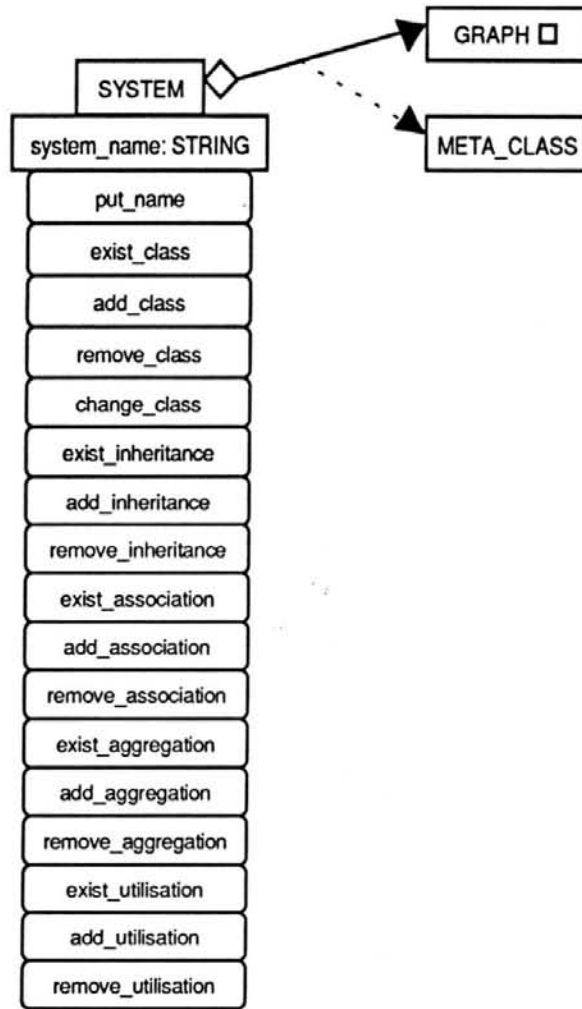 GRAPH
SYSTEM
META_CLASS
system_name: STRING
put_name
exist_class
add_class
remove_class
change_class
exist_inheritance
add_inheritance
remove_inheritance
exist_association
add_association
remove_association
exist_aggregation
add_aggregation
remove_aggregation
exist_utilisation
add_utilisation
remove_utilisation